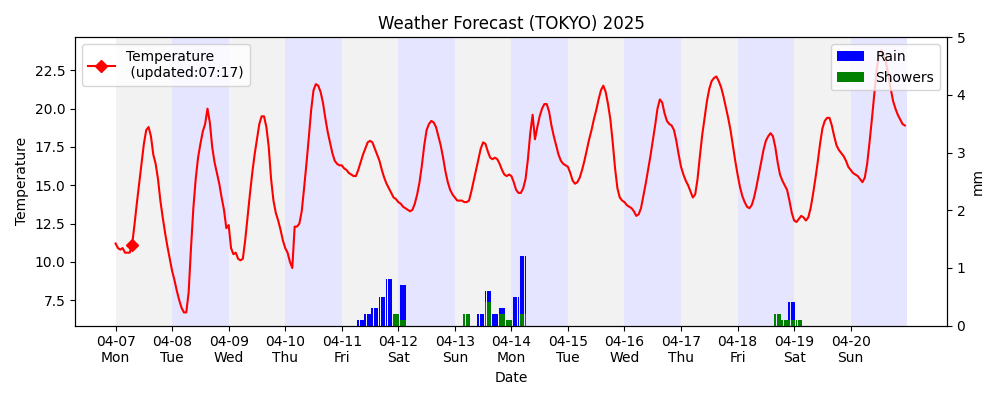 Weather Forecast (TOKYO) 2025
Temperature
(updated:07:17)
Rain
Showers
Temperature
22.5
20.0
17.5
15.0
12.5
10.0
7.5
5
4
3
2
1
0
mm
04-07 04-08 04-09 04-10 04-11 04-12 04-13 04-14 04-15 04-16 04-17 04-18 04-19 04-20
Mon Tue Wed Thu Fri Sat Sun Mon Tue Wed Thu Fri Sat Sun
Date